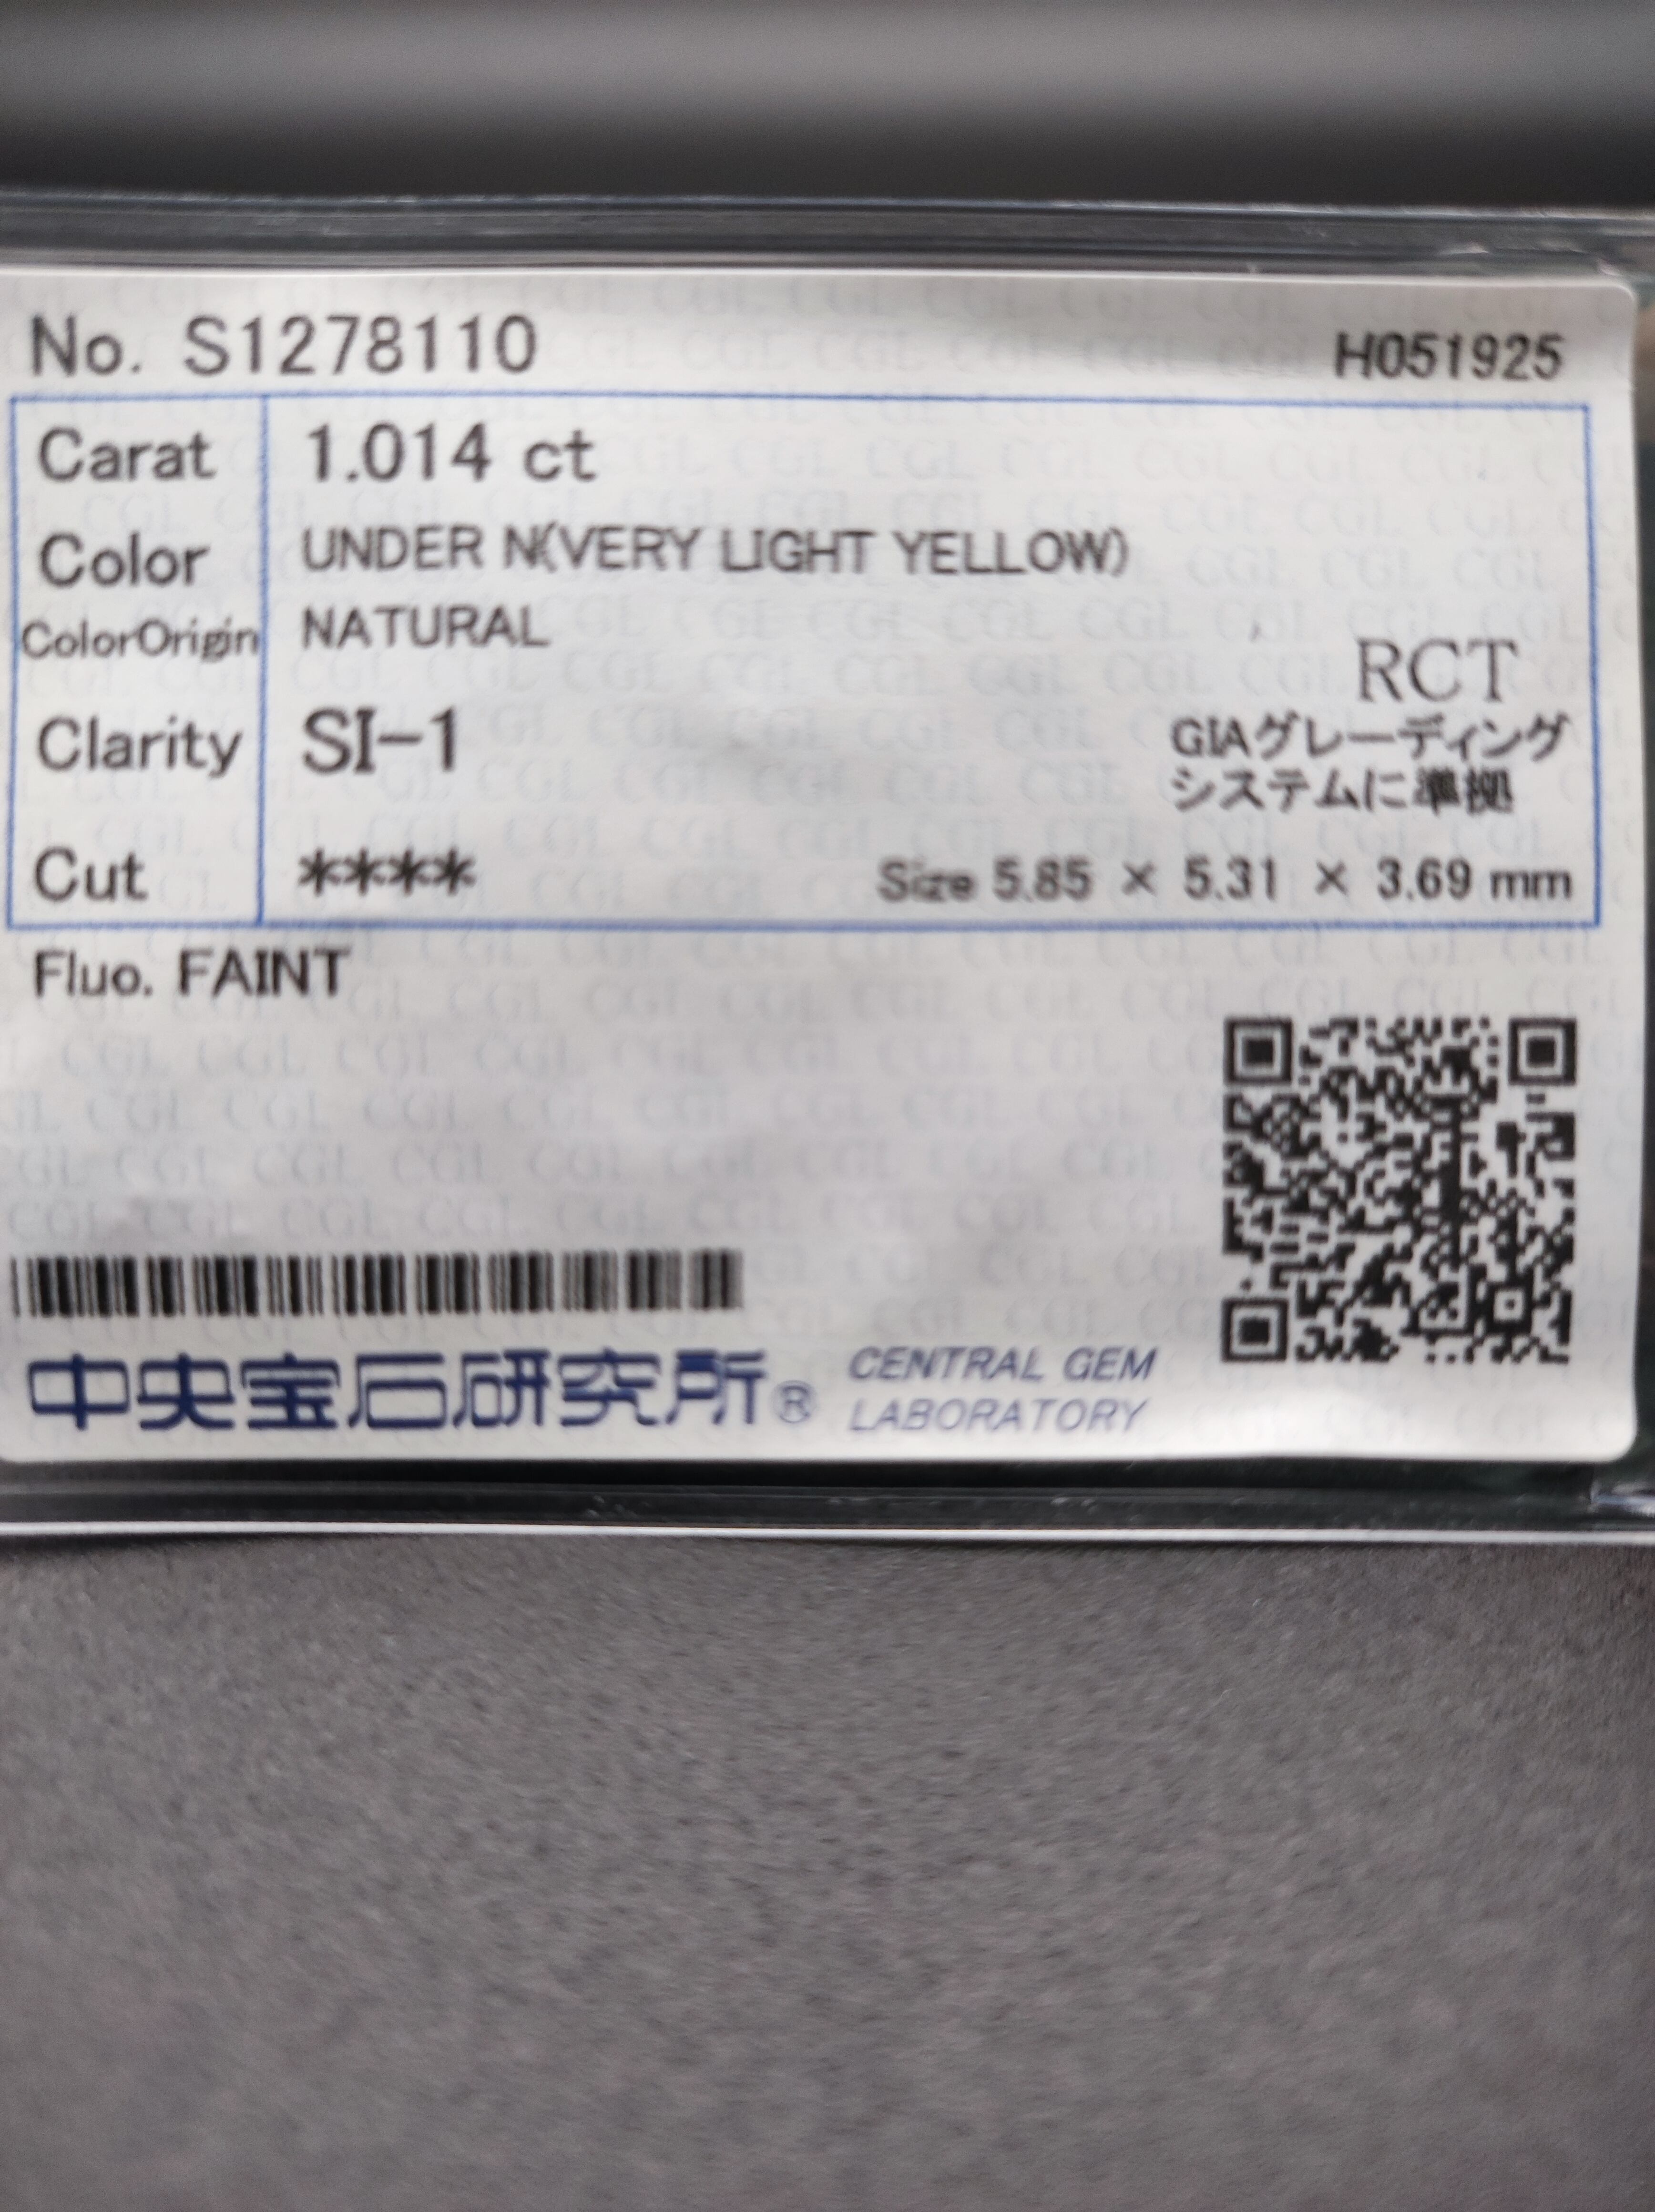 No. S1278110 H051925
Carat 1.014 ct
Color UNDER N(VERY LIGHT YELLOW)
ColorOrigin NATURAL
RCT
Clarity SI-1
GIAグレーディング
システムに準拠
Cut ****
Size 5.85 × 5.31 × 3.69 mm
Fluo. FAINT
中央宝石研究所®
CENTRAL GEM
LABORATORY